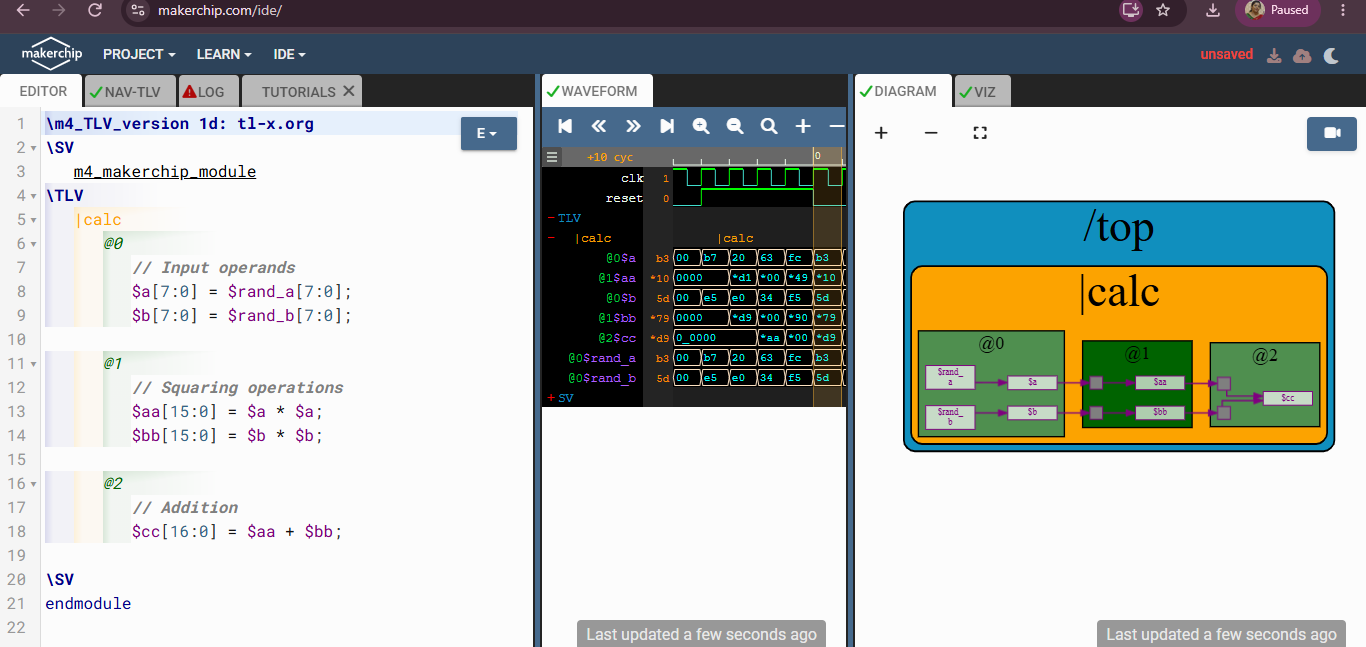 makerchip.com/ide/
Paused
makerchip PROJECT LEARN IDE unsaved
EDITOR NAV-TLV LOG TUTORIALS WAVEFORM DIAGRAM VIZ
1 \m4_TLV_version 1d: tl-x.org
E
2 \SV
3 m4_makerchip_module
4 \TLV
5 |calc
6 @0
7 // Input operands
8 $a[7:0] = $rand_a[7:0];
9 $b[7:0] = $rand_b[7:0];
10
11 @1
12 // Squaring operations
13 $aa[15:0] = $a * $a;
14 $bb[15:0] = $b * $b;
15
16 @2
17 // Addition
18 $cc[16:0] = $aa + $bb;
19
20 \SV
21 endmodule
22
+10 cyc 0
clk 1
reset 0
-TLV
- |calc |calc
@0$a b3 00 b7 20 63 fc b3
@1$aa *10 0000 *d1 *00 *49 *10
@0$b 5d 00 e5 e0 34 f5 5d
@1$bb *79 0000 *d9 *00 *90 *79
@2$cc *d9 0_0000 *aa *00 *d9
@0$rand_a b3 00 b7 20 63 fc b3
@0$rand_b 5d 00 e5 e0 34 f5 5d
+SV
Last updated a few seconds ago
/top
|calc
@0 @1 @2
$rand_
a
$a $aa
$cc
$rand_
b
$b $bb
Last updated a few seconds ago